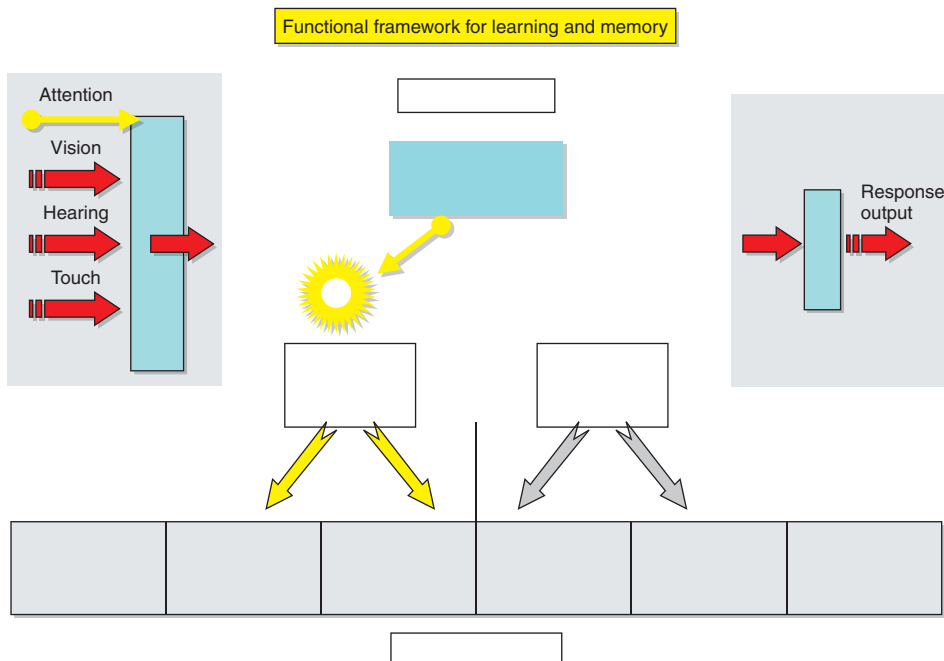 Functional framework for learning and memory
Attention
Vision
Hearing
Touch
Response
output